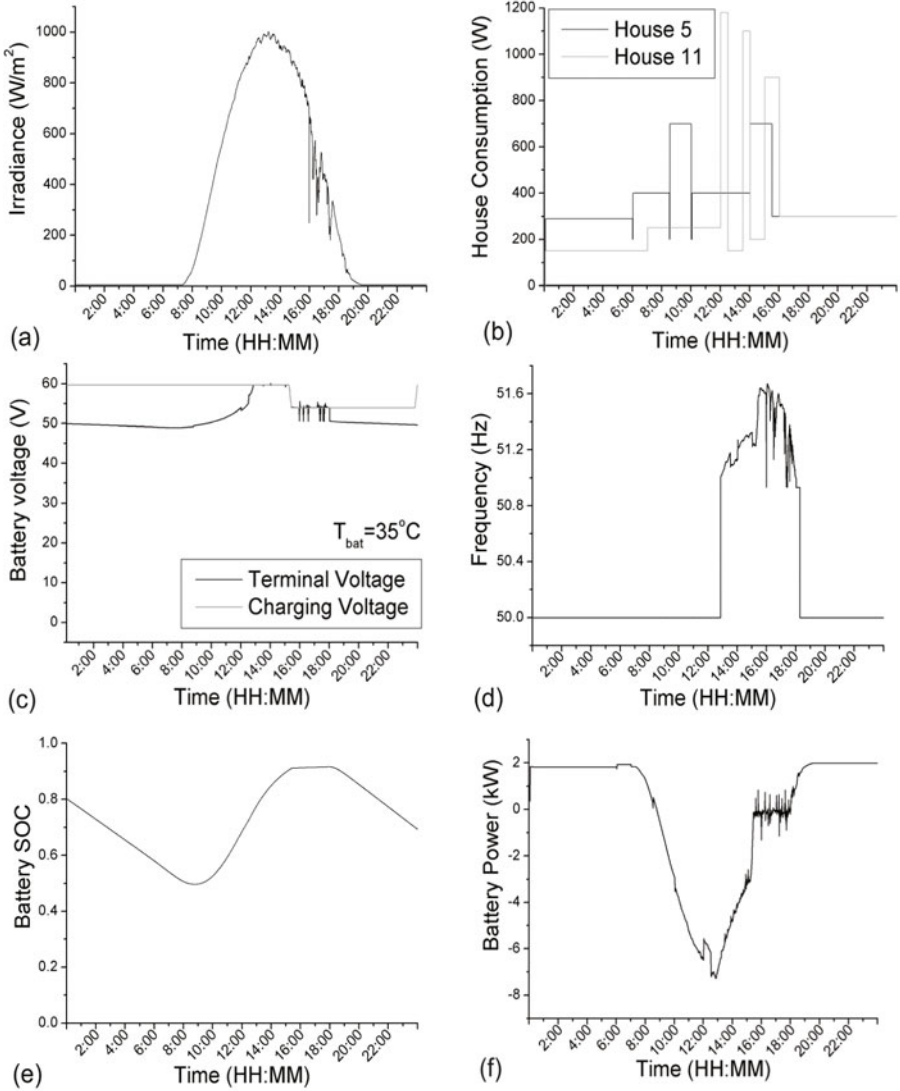 1000
800
600
400
200
0
Irradiance (W/m²)
2:00 4:00 6:00 8:00 10:00 12:00 14:00 16:00 18:00 20:00 22:00
Time (HH:MM)
(a)
1200
1000
800
600
400
200
0
House Consumption (W)
House 5
House 11
2:00 4:00 6:00 8:00 10:00 12:00 14:00 16:00 18:00 20:00 22:00
Time (HH:MM)
(b)
60
50
40
30
20
10
0
Battery voltage (V)
T_bat=35°C
Terminal Voltage
Charging Voltage
2:00 4:00 6:00 8:00 10:00 12:00 14:00 16:00 18:00 20:00 22:00
Time (HH:MM)
(c)
51.6
51.2
50.8
50.4
50.0
Frequency (Hz)
2:00 4:00 6:00 8:00 10:00 12:00 14:00 16:00 18:00 20:00 22:00
Time (HH:MM)
(d)
1.0
0.8
0.6
0.4
0.2
0.0
Battery SOC
2:00 4:00 6:00 8:00 10:00 12:00 14:00 16:00 18:00 20:00 22:00
Time (HH:MM)
(e)
2
0
-2
-4
-6
-8
Battery Power (kW)
2:00 4:00 6:00 8:00 10:00 12:00 14:00 16:00 18:00 20:00 22:00
Time (HH:MM)
(f)